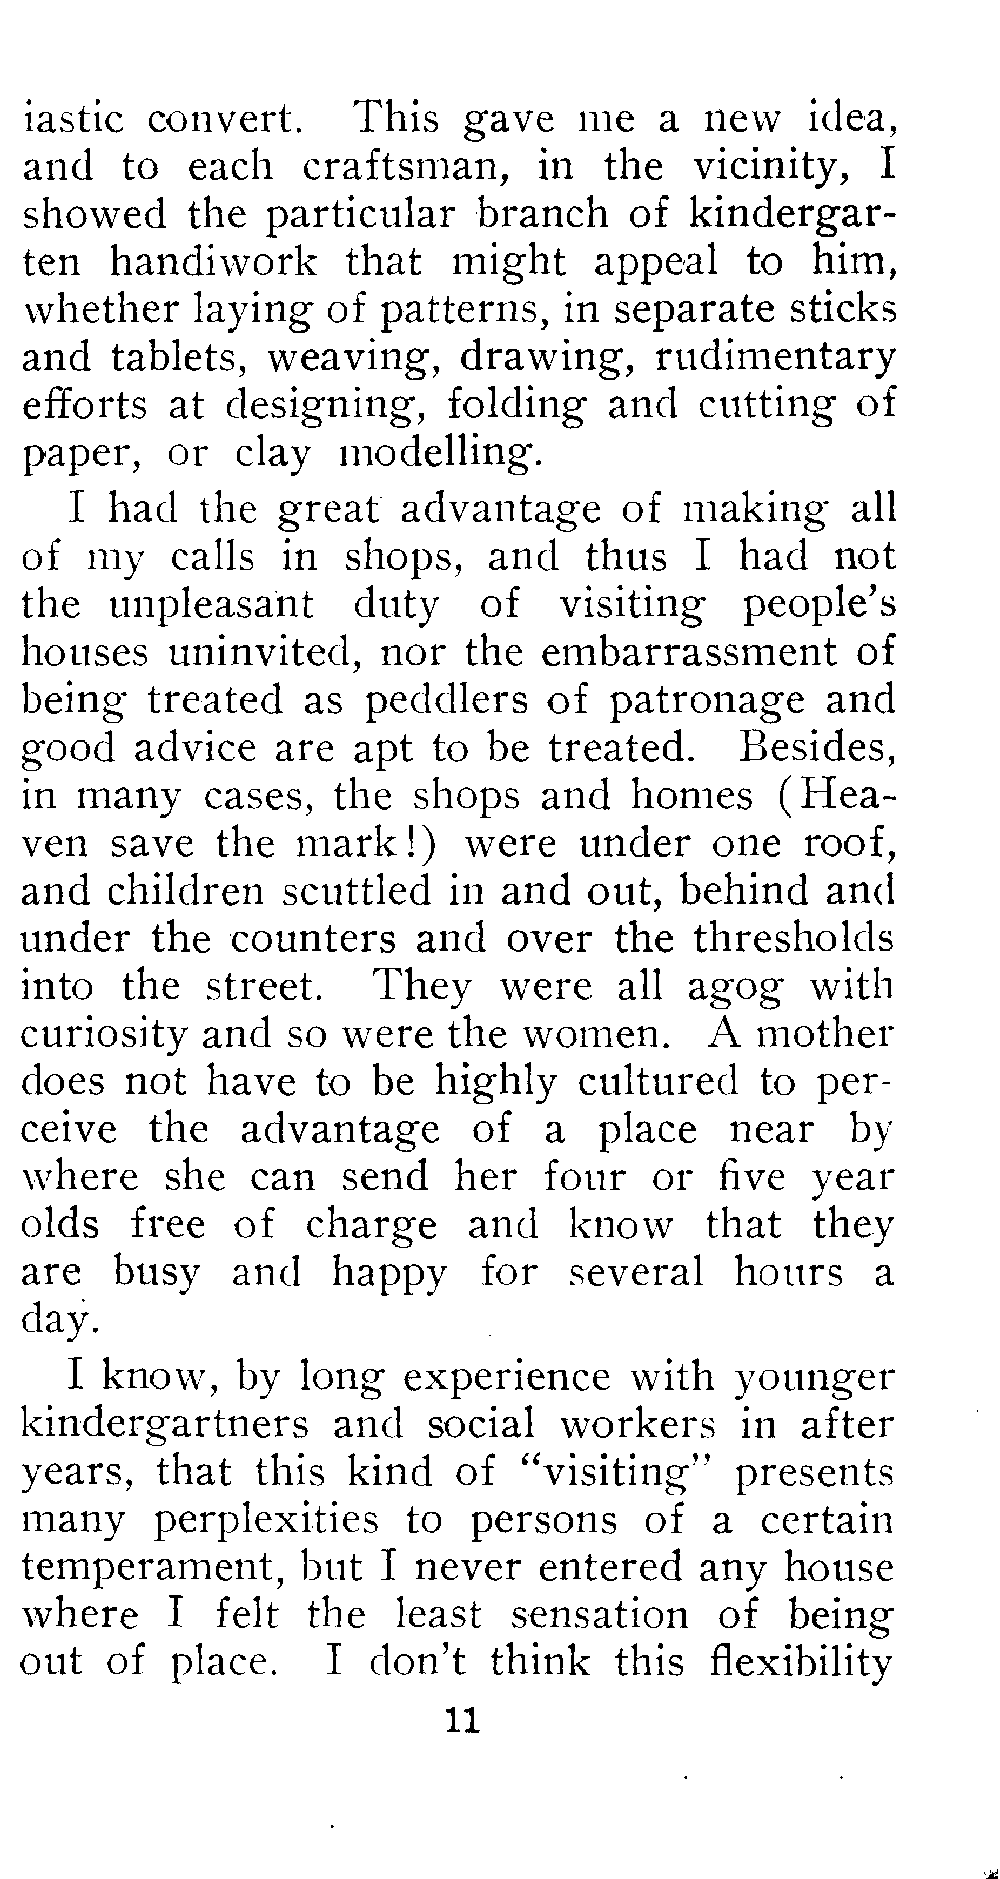 iastic convert. This gave me a new idea,
and to each craftsman, in the vicinity, I
showed the particular branch of kindergar-
ten handiwork that might appeal to him,
whether laying of patterns, in separate sticks
and tablets, weaving, drawing, rudimentary
efforts at designing, folding and cutting of
paper, or clay modelling.
I had the great advantage of making all
of my calls in shops, and thus I had not
the unpleasant duty of visiting people's
houses uninvited, nor the embarrassment of
being treated as peddlers of patronage and
good advice are apt to be treated. Besides,
in many cases, the shops and homes (Hea-
ven save the mark!) were under one roof,
and children scuttled in and out, behind and
under the counters and over the thresholds
into the street. They were all agog with
curiosity and so were the women. A mother
does not have to be highly cultured to per-
ceive the advantage of a place near by
where she can send her four or five year
olds free of charge and know that they
are busy and happy for several hours a
day.
I know, by long experience with younger
kindergartners and social workers in after
years, that this kind of "visiting" presents
many perplexities to persons of a certain
temperament, but I never entered any house
where I felt the least sensation of being
out of place. I don't think this flexibility
11